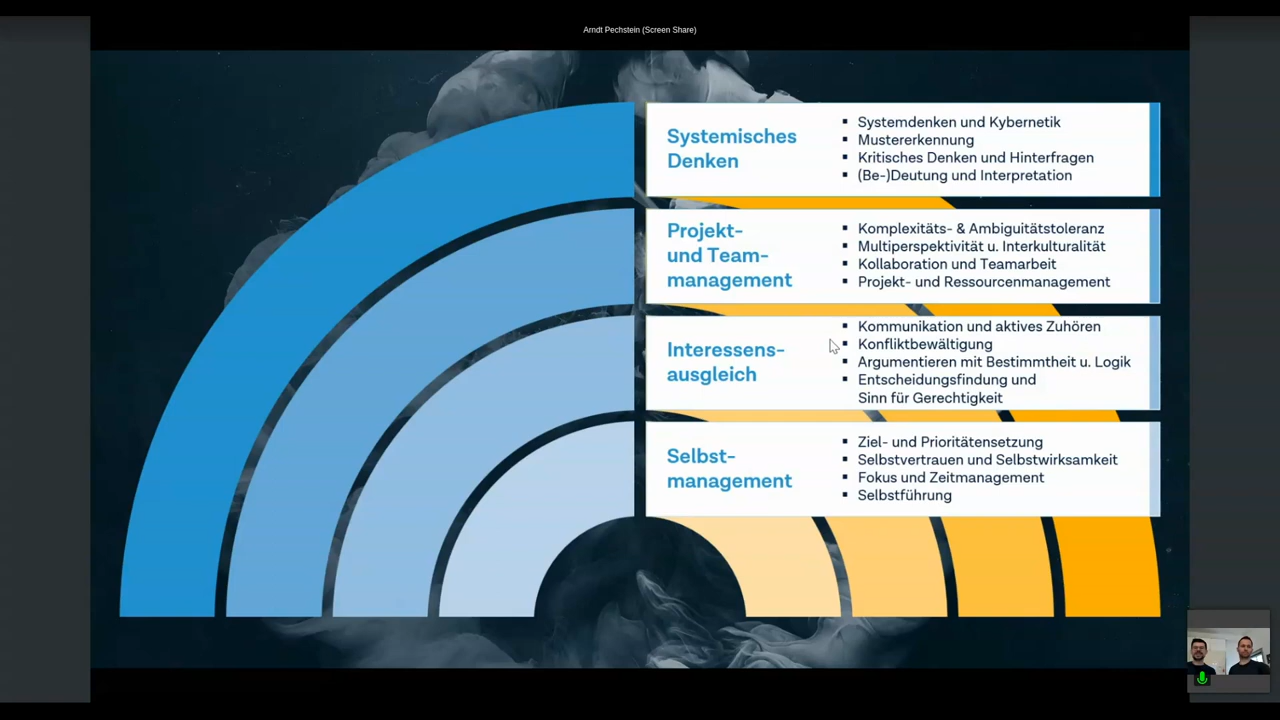 Arndt Pechstein (Screen Share)
Systemisches
Denken
▪ Systemdenken und Kybernetik
▪ Mustererkennung
▪ Kritisches Denken und Hinterfragen
▪ (Be-)Deutung und Interpretation
Projekt-
und Team-
management
▪ Komplexitäts- & Ambiguitätstoleranz
▪ Multiperspektivität u. Interkulturalität
▪ Kollaboration und Teamarbeit
▪ Projekt- und Ressourcenmanagement
Interessens-
ausgleich
▪ Kommunikation und aktives Zuhören
▪ Konfliktbewältigung
▪ Argumentieren mit Bestimmtheit u. Logik
▪ Entscheidungsfindung und
Sinn für Gerechtigkeit
Selbst-
management
▪ Ziel- und Prioritätensetzung
▪ Selbstvertrauen und Selbstwirksamkeit
▪ Fokus und Zeitmanagement
▪ Selbstführung